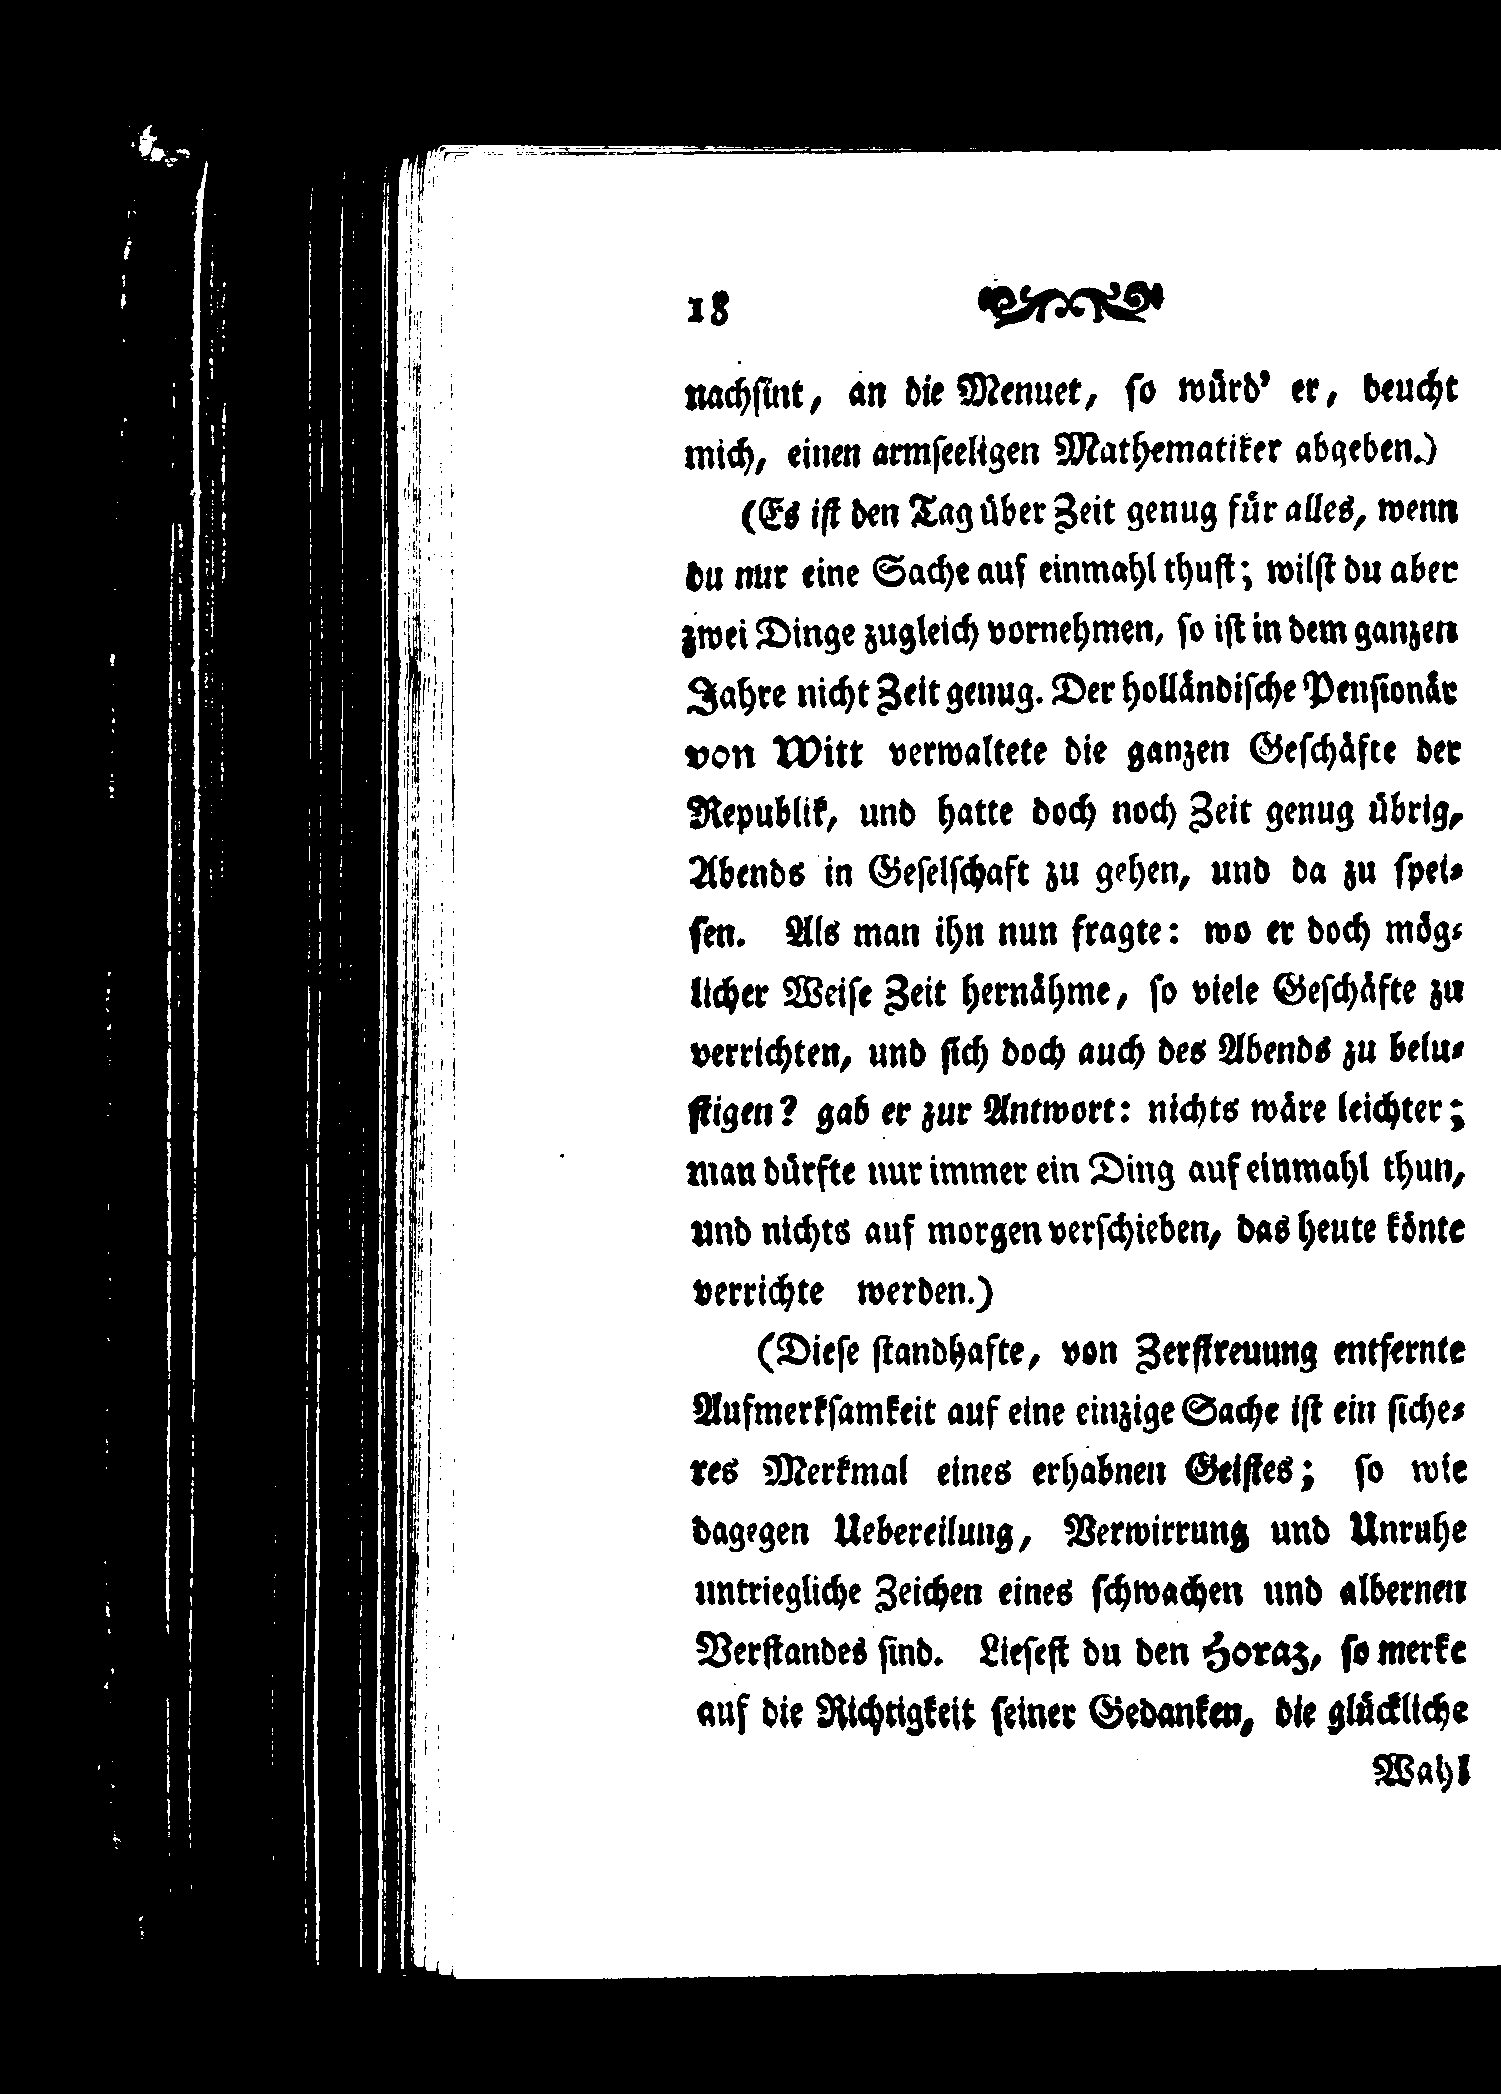 18
nachſint, an die Menuet, ſo würd' er, deucht
mich, einen armſeeligen Mathematiker abgeben.)
(Es iſt den Tag über Zeit genug für alles, wenn
du nur eine Sache auf einmahl thuſt; wilſt du aber
zwei Dinge zugleich vornehmen, ſo iſt in dem ganzen
Jahre nicht Zeit genug. Der holländiſche Penſionär
von Witt verwaltete die ganzen Geſchäfte der
Republik, und hatte doch noch Zeit genug übrig,
Abends in Geſelſchaft zu gehen, und da zu ſpei-
ſen. Als man ihn nun fragte: wo er doch mög-
licher Weiſe Zeit hernähme, ſo viele Geſchäfte zu
verrichten, und ſich doch auch des Abends zu belu-
ſtigen? gab er zur Antwort: nichts wäre leichter;
man dürfte nur immer ein Ding auf einmahl thun,
und nichts auf morgen verſchieben, das heute könte
verrichte werden.)
(Dieſe ſtandhafte, von Zerſtreuung entfernte
Aufmerkſamkeit auf eine einzige Sache iſt ein ſiche-
res Merkmal eines erhabnen Geiſtes; ſo wie
dagegen Uebereilung, Verwirrung und Unruhe
untriegliche Zeichen eines ſchwachen und albernen
Verſtandes ſind. Lieſeſt du den Horaz, ſo merke
auf die Richtigkeit ſeiner Gedanken, die glückliche
Wahl